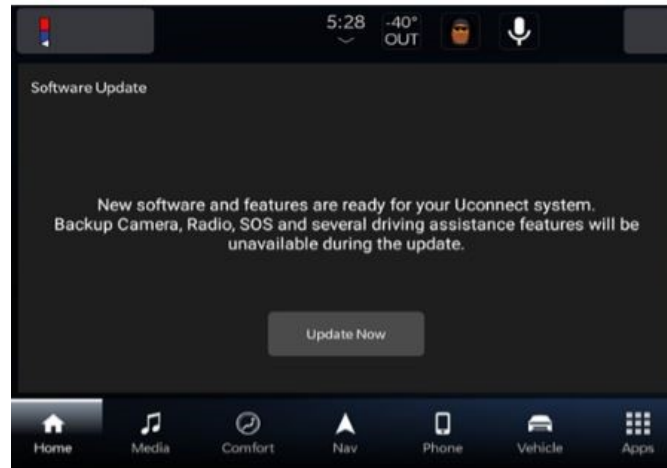 5:28
-40°
OUT
Software Update
New software and features are ready for your Uconnect system.
Backup Camera, Radio, SOS and several driving assistance features will be
unavailable during the update.
Update Now
Home Media Comfort Nav Phone Vehicle Apps